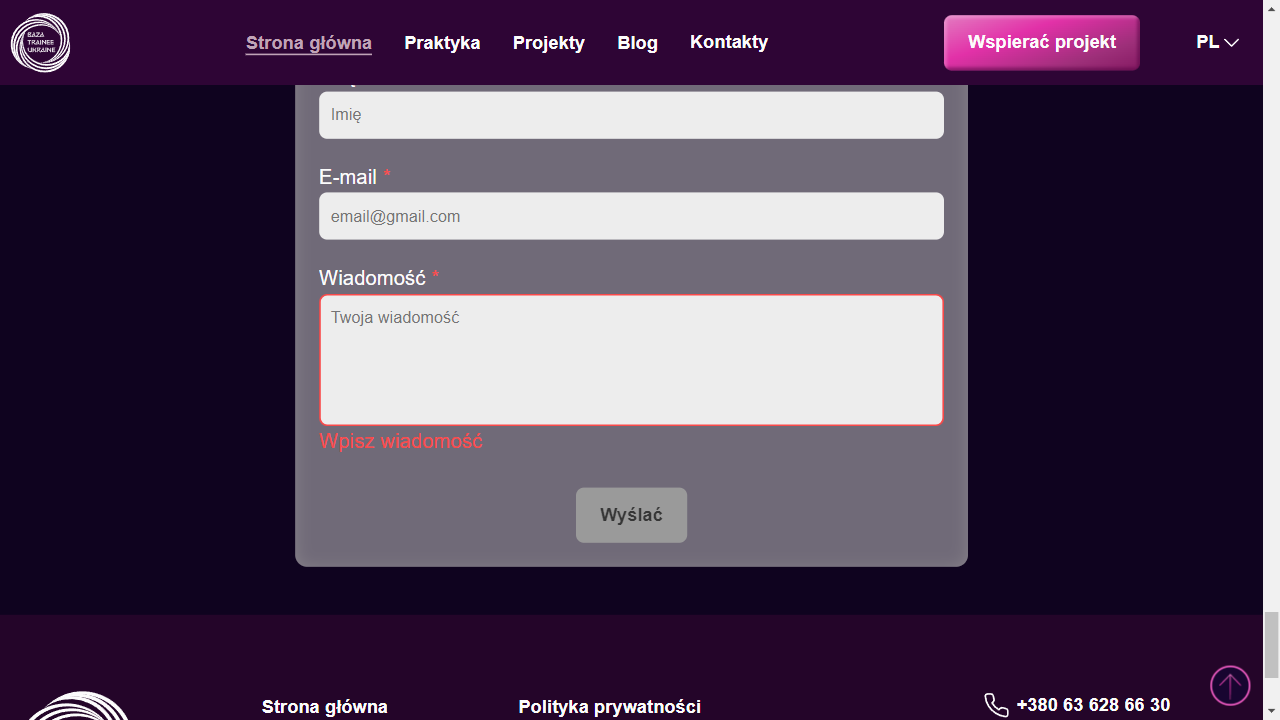 BAZA
TRAINEE
UKRAINE
Strona główna
Praktyka
Projekty
Blog
Kontakty
Wspierać projekt
PL
Imię
E-mail *
email@gmail.com
Wiadomość *
Twoja wiadomość
Wpisz wiadomość
Wyślać
Strona główna
Polityka prywatności
+380 63 628 66 30